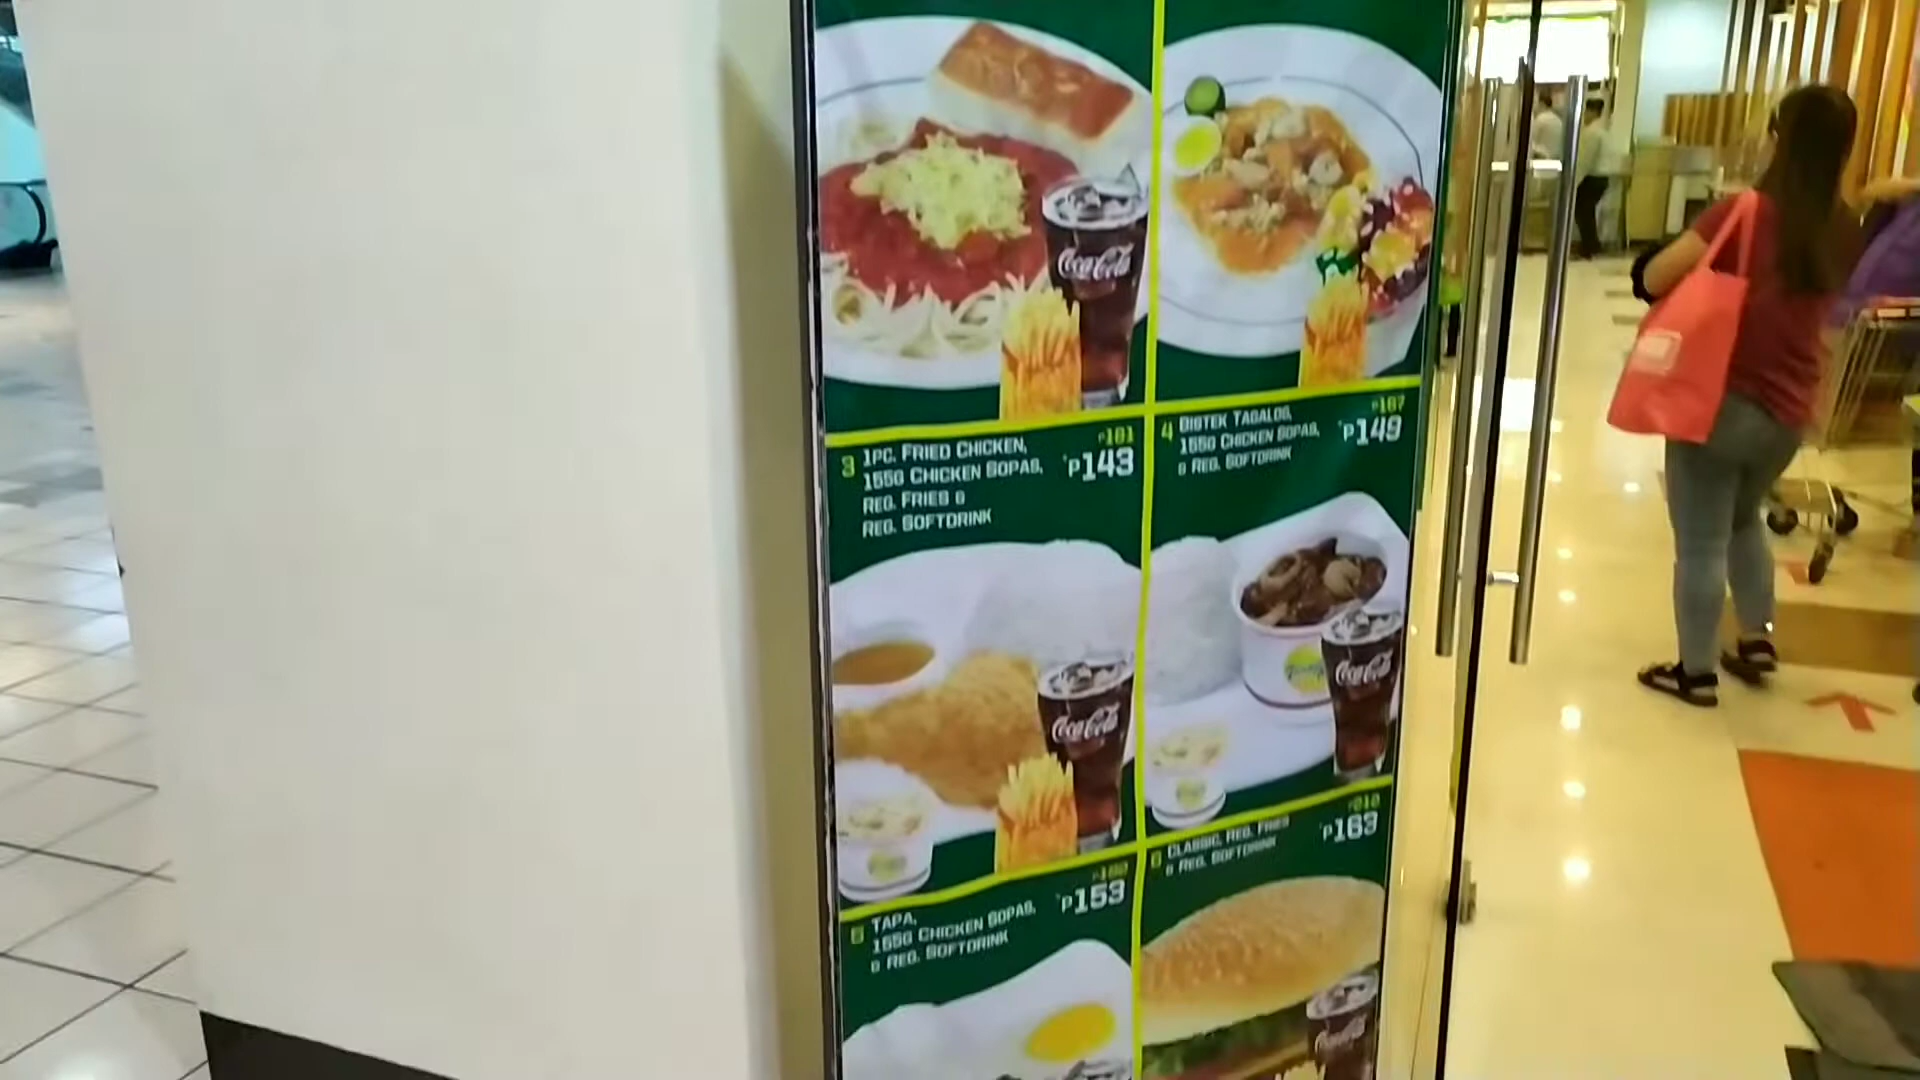 Coca-Cola
3 1PC. FRIED CHICKEN, P181
155G CHICKEN SOPAS, P143
REG. FRIES &
REG. SOFTDRINK
4 BISTEK TAGALOG, P187
155G CHICKEN SOPAS, P149
& REG. SOFTDRINK
Coca-Cola
Coca-Cola
5 TAPA, P153
155G CHICKEN SOPAS,
& REG. SOFTDRINK
6 CLASSIC, REG. FRIES P163
& REG. SOFTDRINK
Coca-Cola